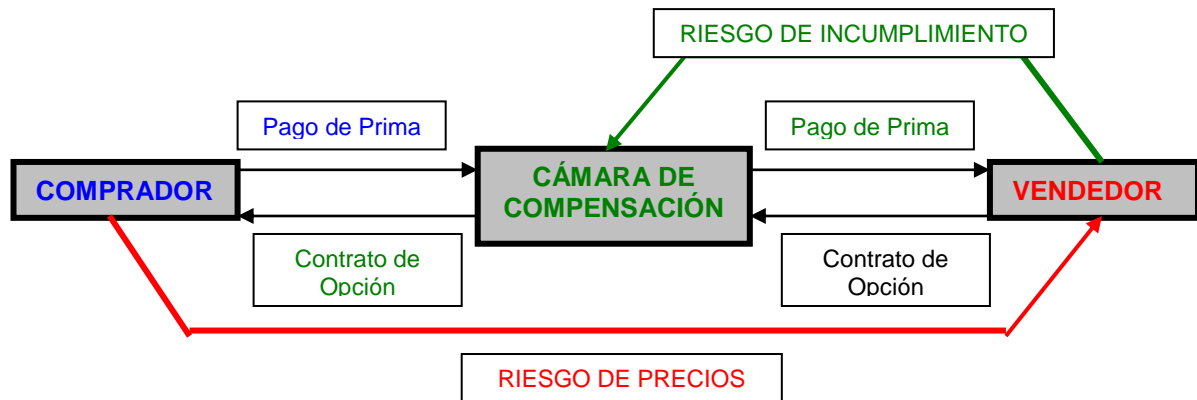 RIESGO DE INCUMPLIMIENTO
Pago de Prima
Pago de Prima
COMPRADOR
CÁMARA DE
COMPENSACIÓN
VENDEDOR
Contrato de
Opción
Contrato de
Opción
RIESGO DE PRECIOS